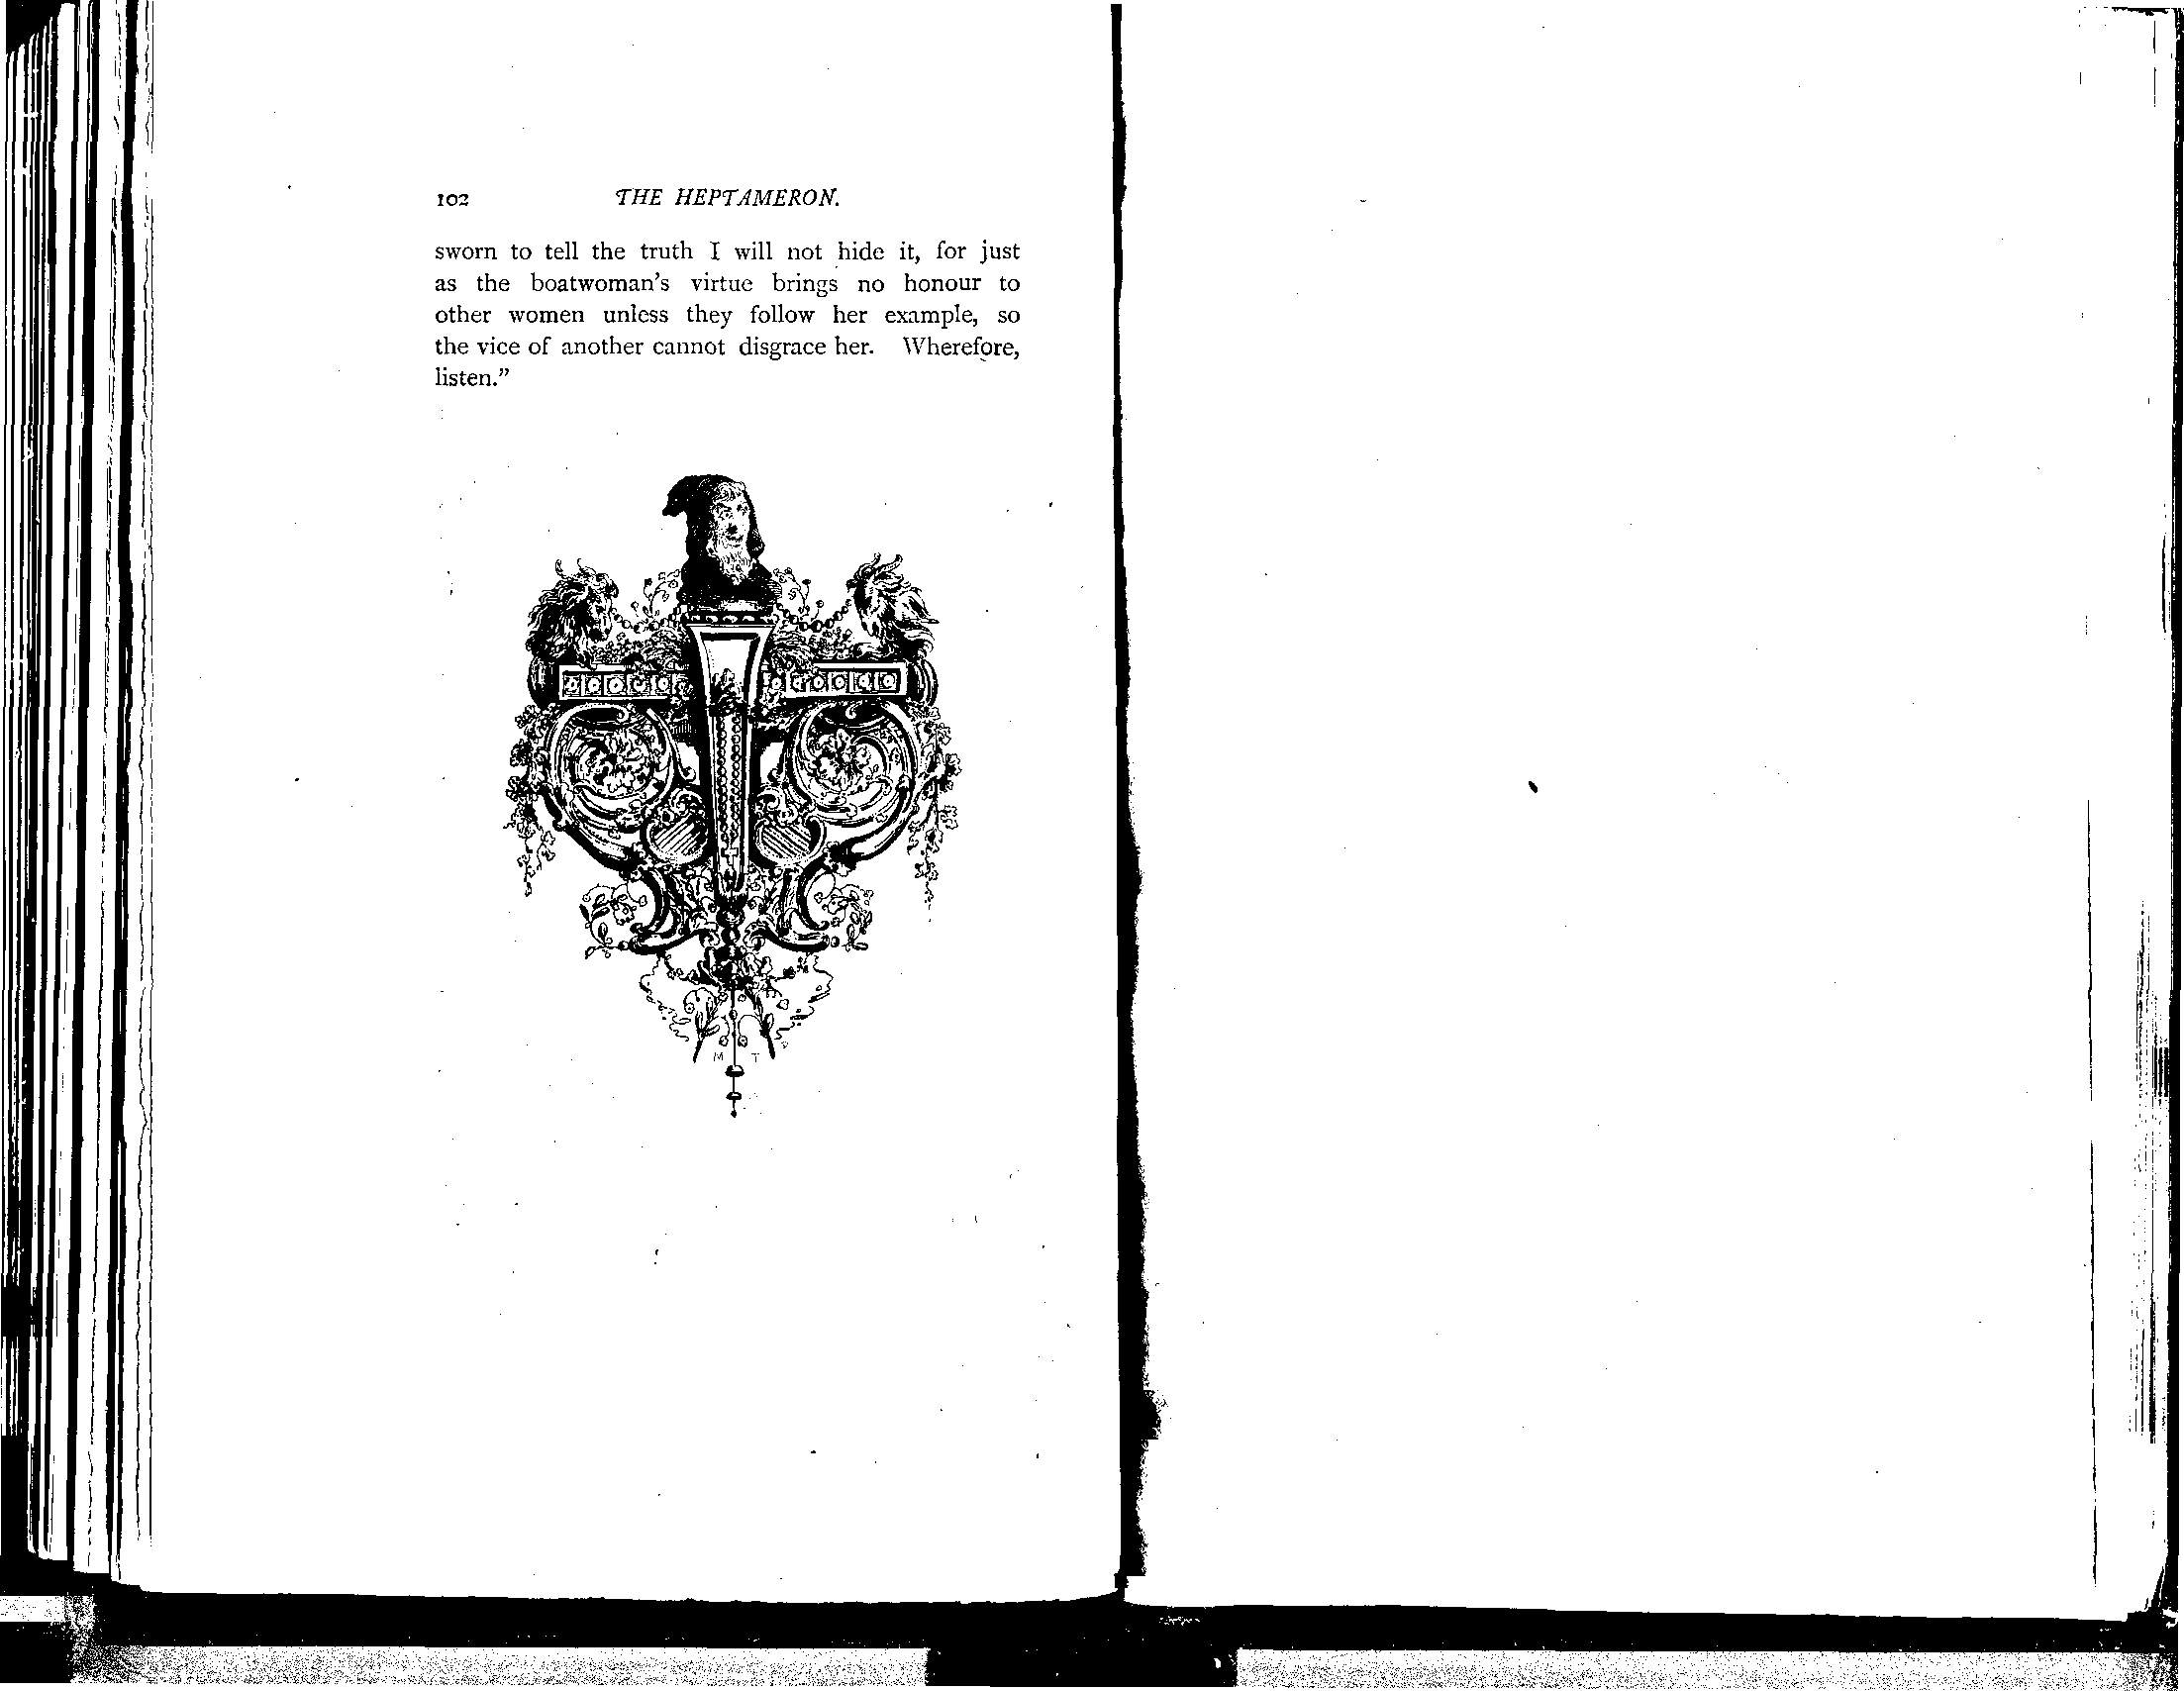 102 THE HEPTAMERON.
sworn to tell the truth I will not hide it, for just
as the boatwoman's virtue brings no honour to
other women unless they follow her example, so
the vice of another cannot disgrace her. Wherefore,
listen."
M T